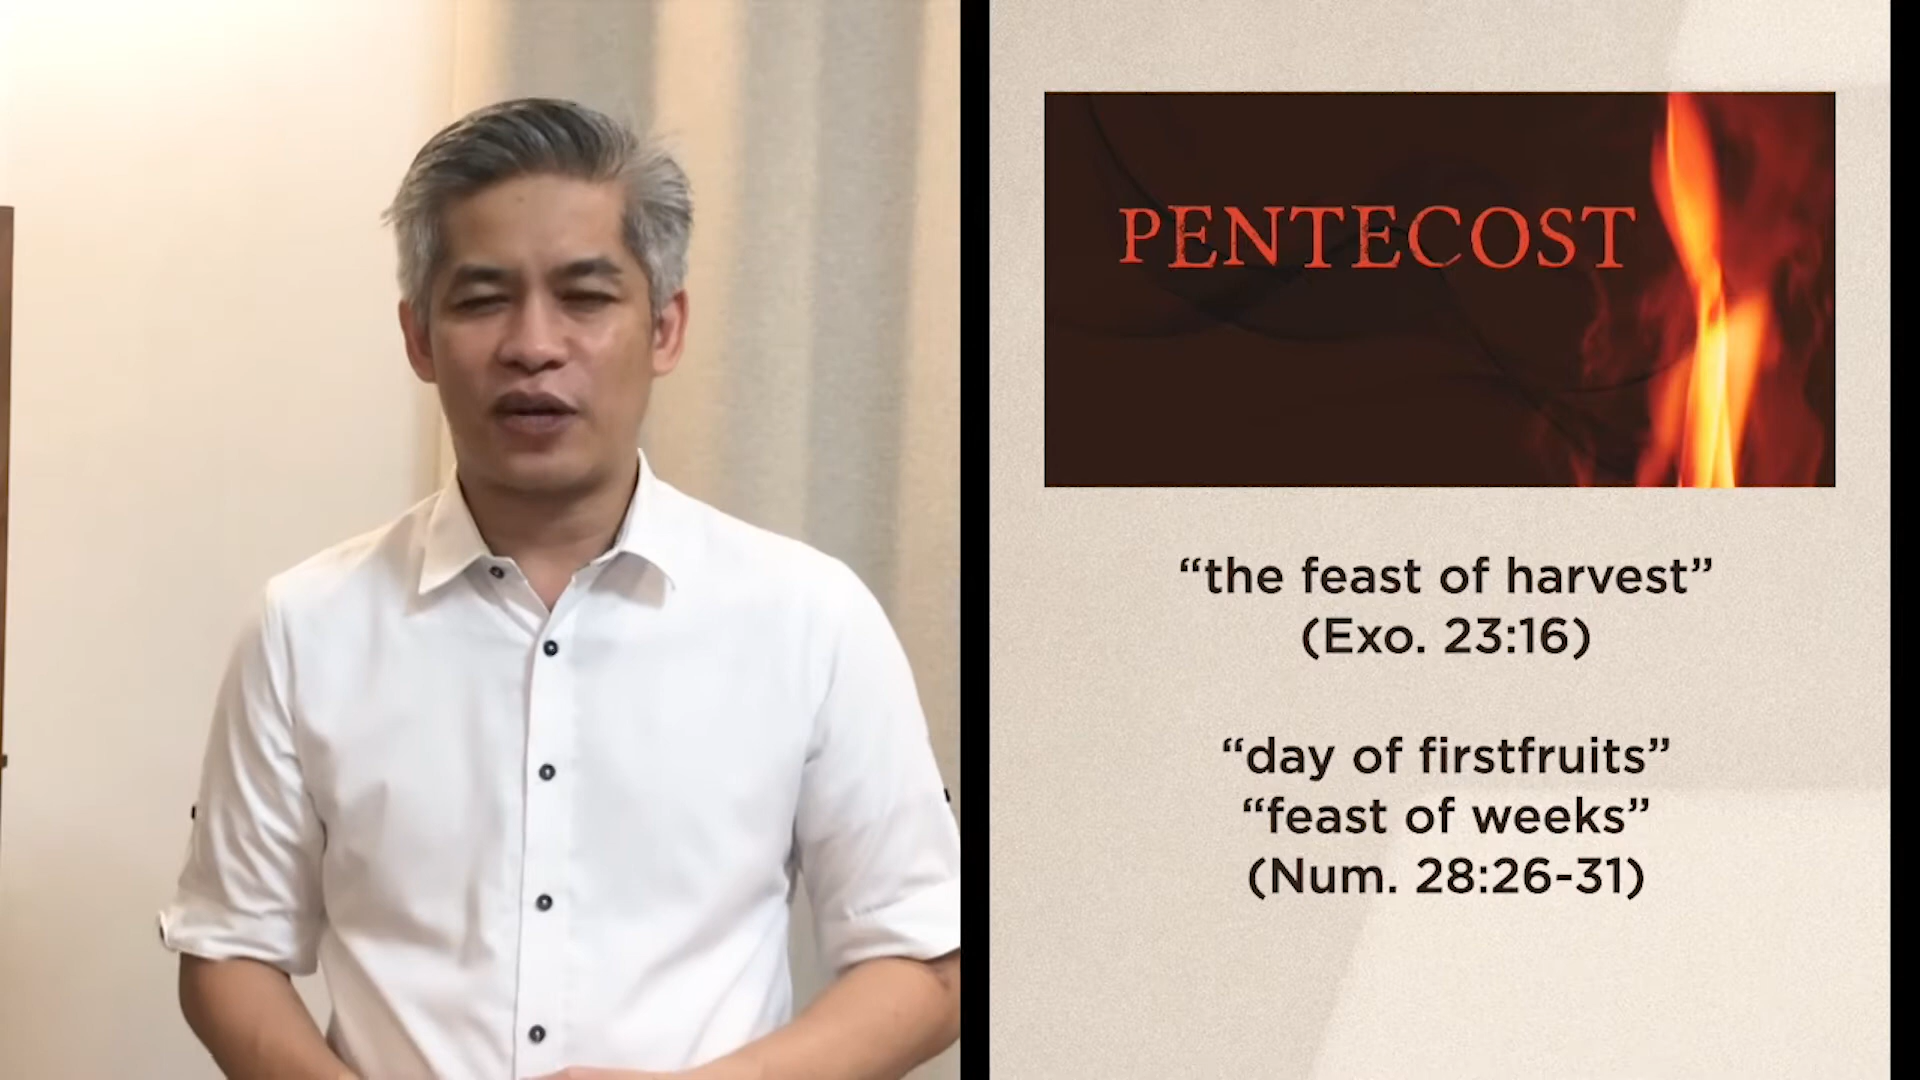 PENTECOST
“the feast of harvest”
(Exo. 23:16)
“day of firstfruits”
“feast of weeks”
(Num. 28:26-31)